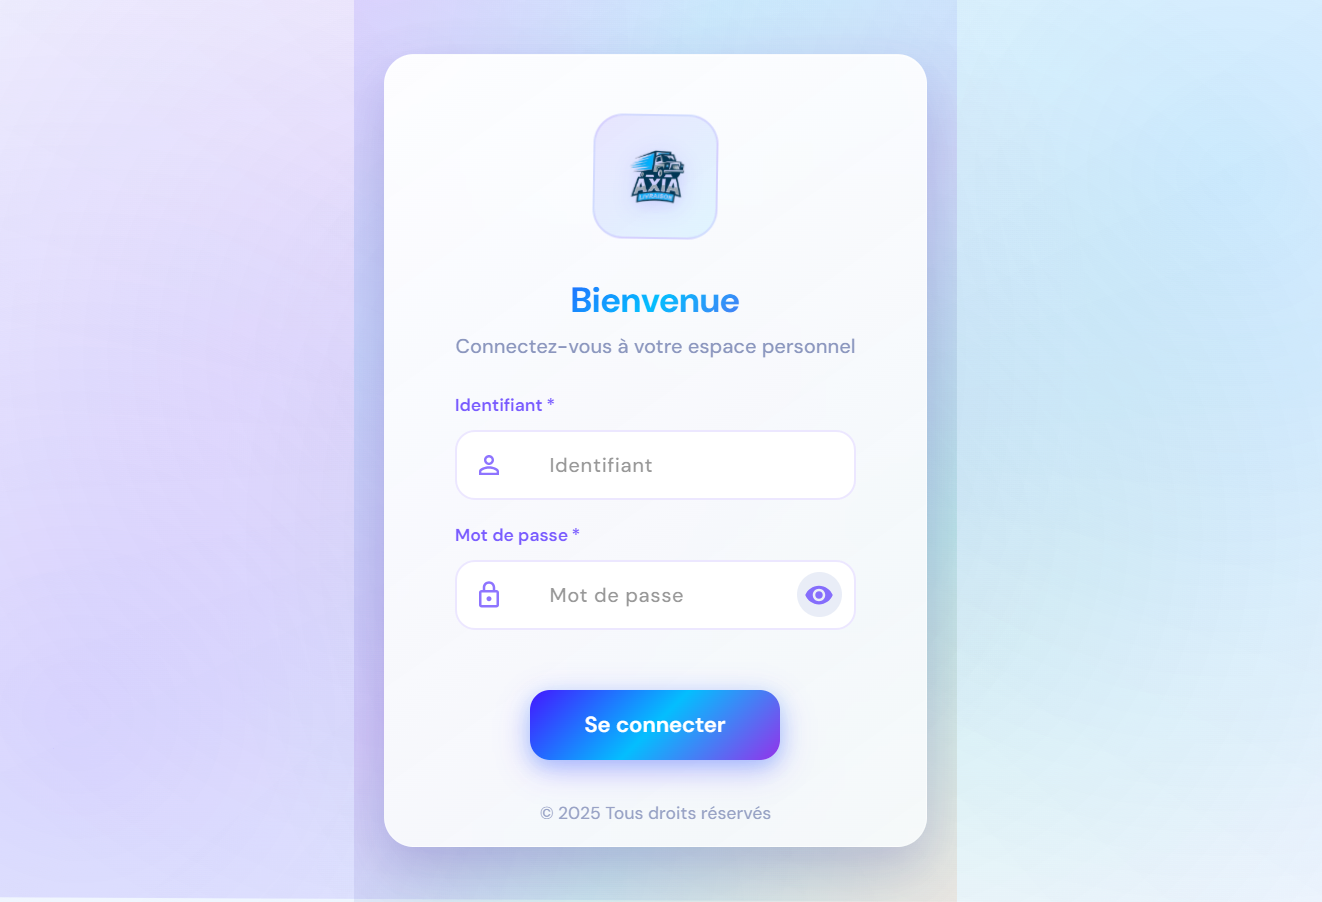 AXIA
LIVRAISON
Bienvenue
Connectez-vous à votre espace personnel
Identifiant *
Identifiant
Mot de passe *
Mot de passe
Se connecter
© 2025 Tous droits réservés